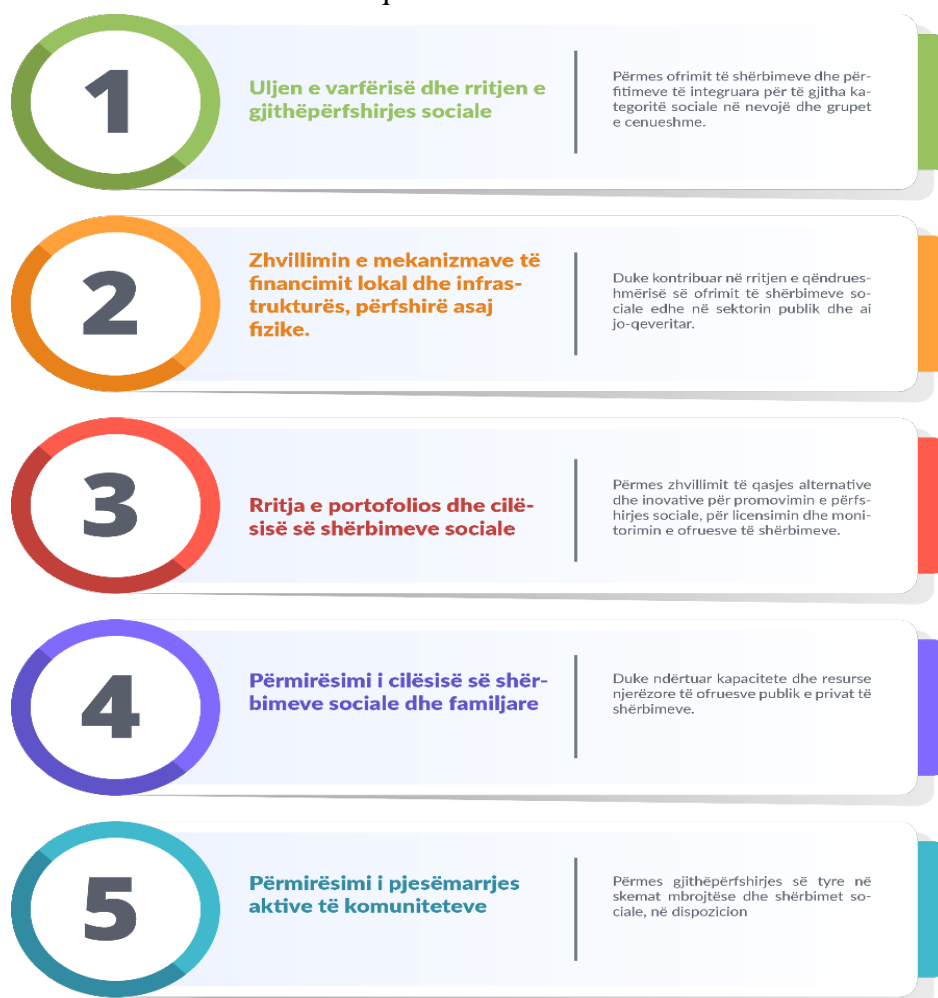 1
Uljen e varfërisë dhe rritjen e
gjithëpërfshirjes sociale
Përmes ofrimit të shërbimeve dhe për-
fitimeve të integruara për të gjitha ka-
tegoritë sociale në nevojë dhe grupet
e cenueshme.
2
Zhvillimin e mekanizmave të
financimit lokal dhe infras-
trukturës, përfshirë asaj
fizike.
Duke kontribuar në rritjen e qëndrues-
hmërisë së ofrimit të shërbimeve so-
ciale edhe në sektorin publik dhe ai
jo-qeveritar.
3
Rritja e portofolios dhe cilë-
sisë së shërbimeve sociale
Përmes zhvillimit të qasjes alternative
dhe inovative për promovimin e përfs-
hirjes sociale, për licensimin dhe moni-
torimin e ofruesve të shërbimeve.
4
Përmirësimi i cilësisë së shër-
bimeve sociale dhe familjare
Duke ndërtuar kapacitete dhe resurse
njerëzore të ofruesve publik e privat të
shërbimeve.
5
Përmirësimi i pjesëmarrjes
aktive të komuniteteve
Përmes gjithëpërfshirjes së tyre në
skemat mbrojtëse dhe shërbimet so-
ciale, në dispozicion